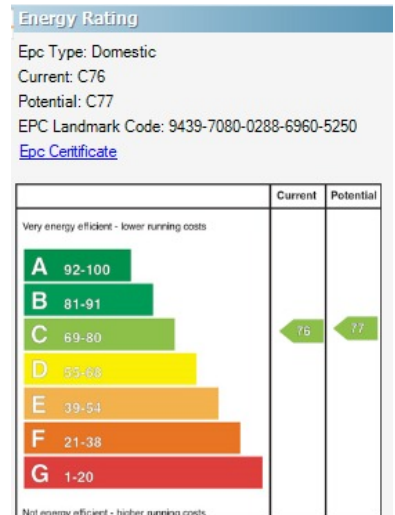 Energy Rating
Epc Type: Domestic
Current: C76
Potential: C77
EPC Landmark Code: 9439-7080-0288-6960-5250
Epc Ceritificate
Current Potential
Very energy efficient - lower running costs
A 92-100
B 81-91
C 69-80 76 77
D 55-68
E 39-54
F 21-38
G 1-20
Not energy efficient - higher running costs